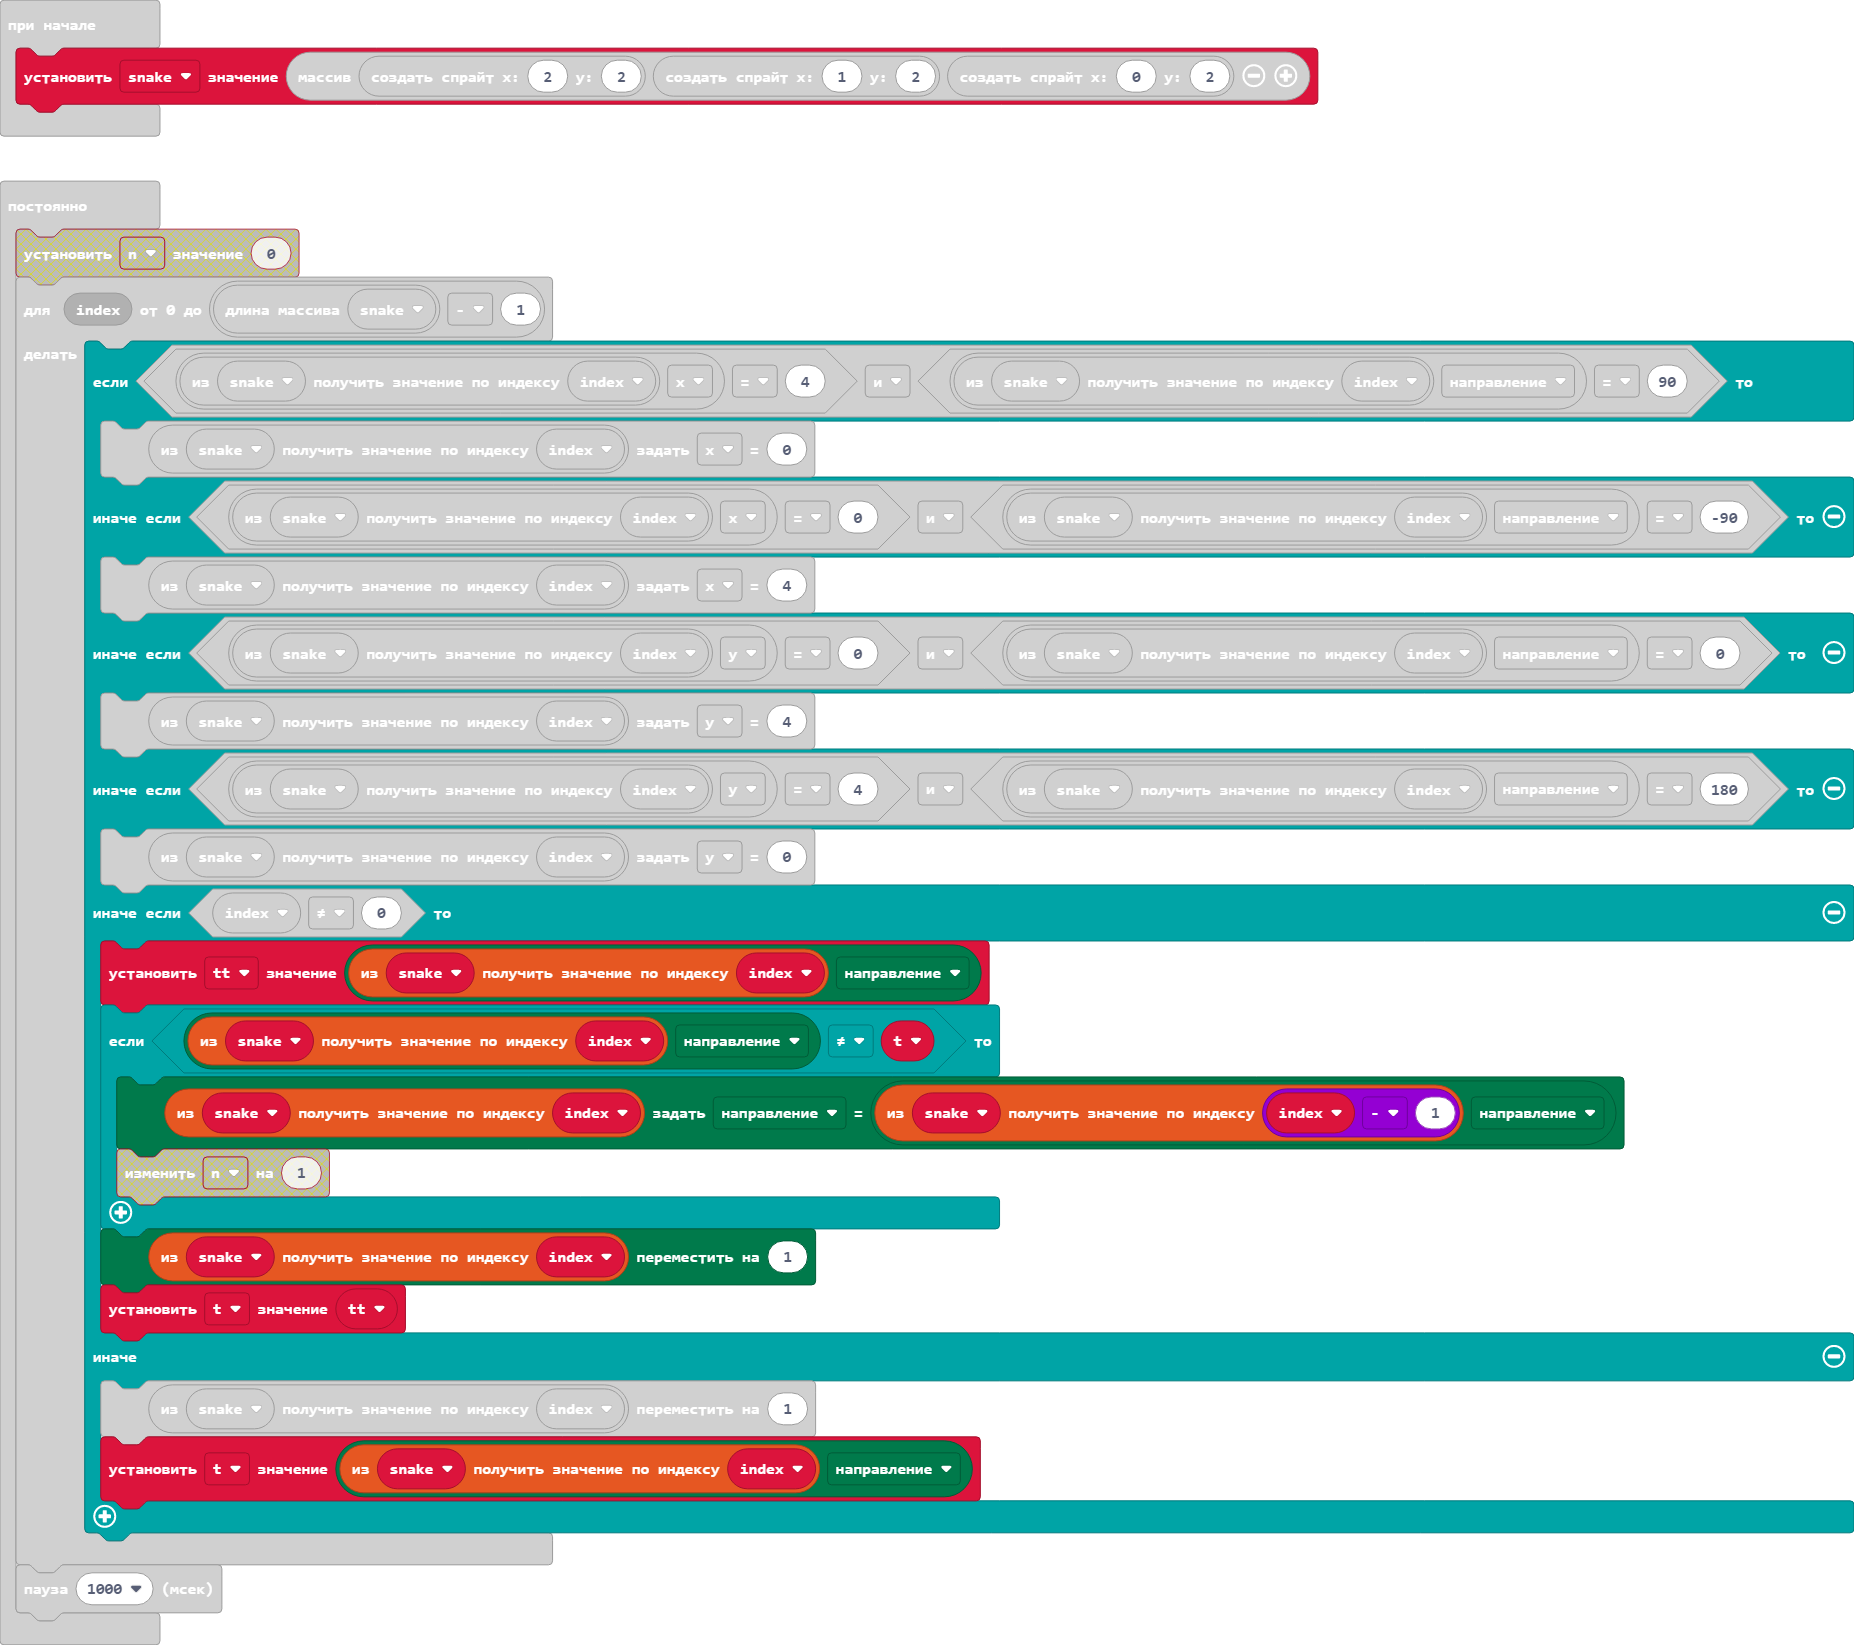 при начале
установить snake значение массив создать спрайт x: 2 y: 2 создать спрайт x: 1 y: 2 создать спрайт x: 0 y: 2
постоянно
установить n значение 0
для index от 0 до длина массива snake - 1
делать
если из snake получить значение по индексу index x = 4 и из snake получить значение по индексу index направление = 90 то
из snake получить значение по индексу index задать x = 0
иначе если из snake получить значение по индексу index x = 0 и из snake получить значение по индексу index направление = -90 то
из snake получить значение по индексу index задать x = 4
иначе если из snake получить значение по индексу index y = 0 и из snake получить значение по индексу index направление = 0 то
из snake получить значение по индексу index задать y = 4
иначе если из snake получить значение по индексу index y = 4 и из snake получить значение по индексу index направление = 180 то
из snake получить значение по индексу index задать y = 0
иначе если index ≠ 0 то
установить tt значение из snake получить значение по индексу index направление
если из snake получить значение по индексу index направление ≠ t то
из snake получить значение по индексу index задать направление = из snake получить значение по индексу index - 1 направление
изменить n на 1
из snake получить значение по индексу index переместить на 1
установить t значение tt
иначе
из snake получить значение по индексу index переместить на 1
установить t значение из snake получить значение по индексу index направление
пауза 1000 (мсек)